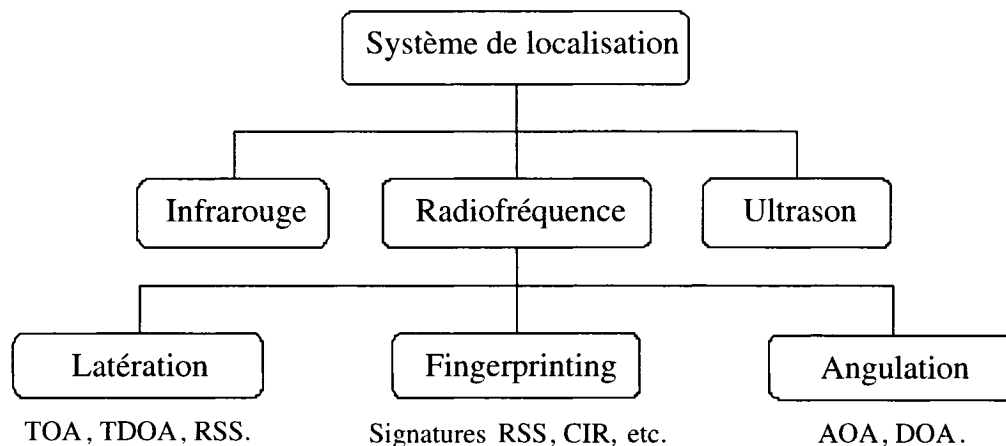 Système de localisation
Infrarouge
Radiofréquence
Ultrason
Latération
Fingerprinting
Angulation
TOA, TDOA, RSS.
Signatures RSS, CIR, etc.
AOA, DOA.